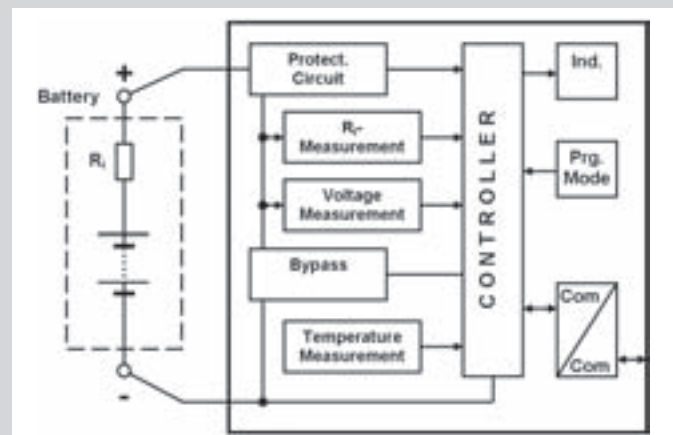 +
Battery
Ri
-
Protect.
Circuit
Ri-
Measurement
Voltage
Measurement
Bypass
Temperature
Measurement
CONTROLLER
Ind.
Prg.
Mode
Com
Com